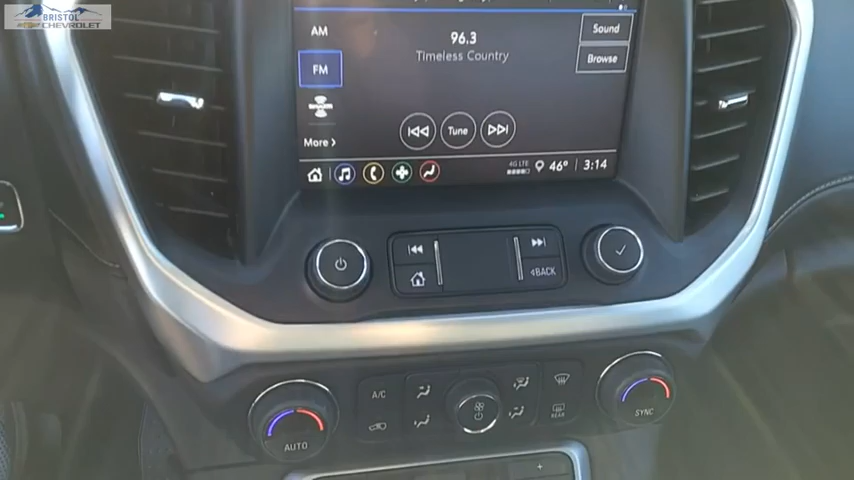 BRISTOL
CHEVROLET
AM
96.3
Sound
Timeless Country
FM
Browse
Tune
More
4G LTE
46°
3:14
BACK
A/C
AUTO
REAR
SYNC